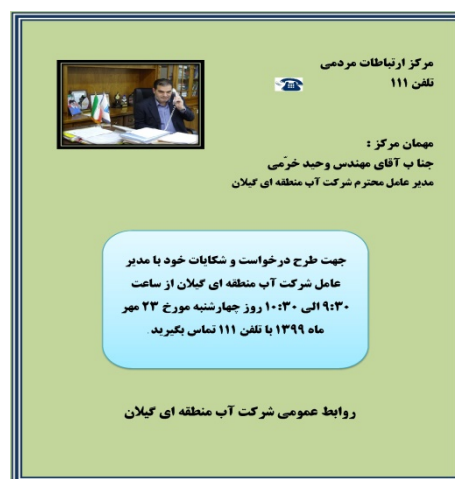 مرکز ارتباطات مردمی
تلفن ۱۱۱
مهمان مرکز :
جنا ب آقای مهندس وحید خرّمی
مدیر عامل محترم شرکت آب منطقه ای گیلان
جهت طرح درخواست و شکایات خود با مدیر
عامل شرکت آب منطقه ای گیلان از ساعت
۹:۳۰ الی ۱۰:۳۰ روز چهارشنبه مورخ ۲۳ مهر
ماه ۱۳۹۹ با تلفن ۱۱۱ تماس بگیرید .
روابط عمومی شرکت آب منطقه ای گیلان